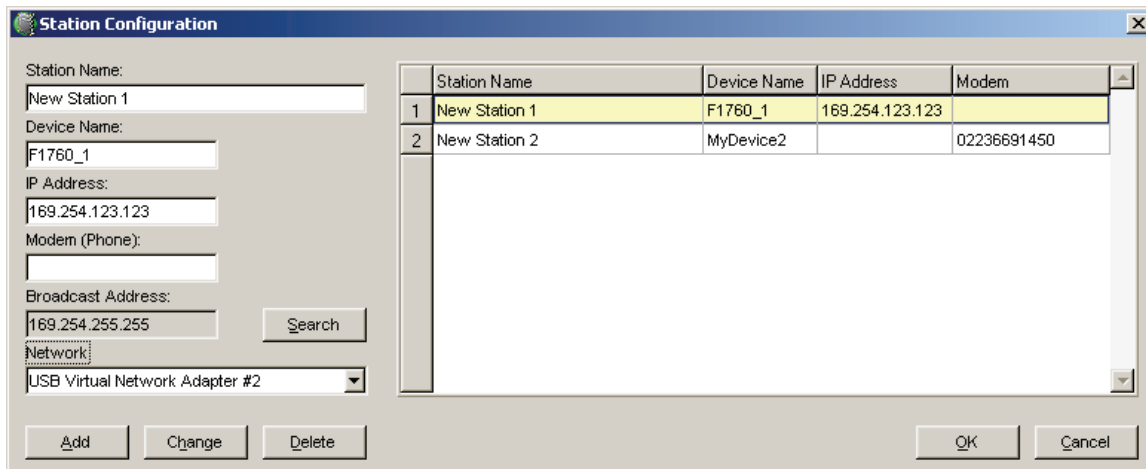 Station Configuration
Station Name:
New Station 1
Device Name:
F1760_1
IP Address:
169.254.123.123
Modem (Phone):
Broadcast Address:
169.254.255.255
Search
Network
USB Virtual Network Adapter #2
Add Change Delete
Station Name Device Name IP Address Modem
1 New Station 1 F1760_1 169.254.123.123
2 New Station 2 MyDevice2 02236691450
OK Cancel